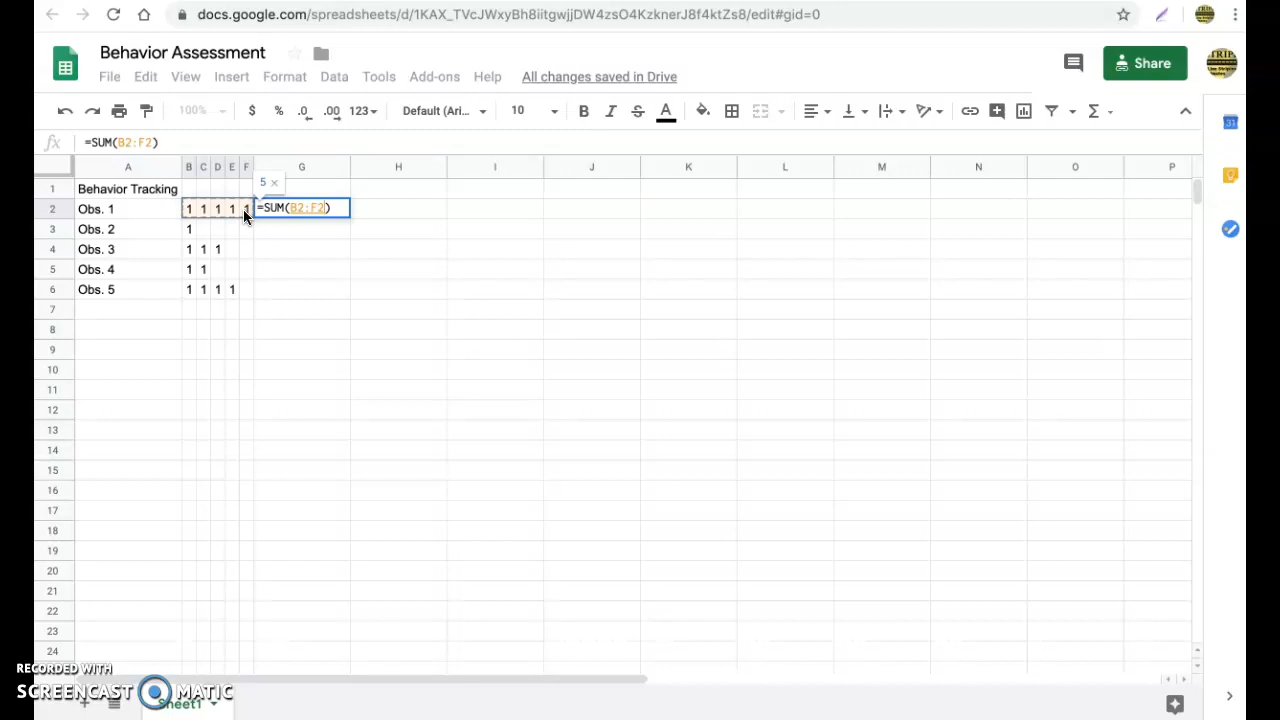 docs.google.com/spreadsheets/d/1KAX_TVcJWxyBh8iitgwjjDW4zsO4KzknerJ8f4ktZs8/edit#gid=0
Behavior Assessment
File Edit View Insert Format Data Tools Add-ons Help All changes saved in Drive
Share
100% $ % .0 .00 123 Default (Ari... 10 B I S A Σ
fx =SUM(B2:F2)
A B C D E F G H I J K L M N O P
5 ×
1 Behavior Tracking
2 Obs. 1 1 1 1 1 1 =SUM(B2:F2)
3 Obs. 2 1
4 Obs. 3 1 1 1
5 Obs. 4 1 1
6 Obs. 5 1 1 1 1
7
8
9
10
11
12
13
14
15
16
17
18
19
20
21
22
23
24
RECORDED WITH
SCREENCAST MATIC
Sheet1
31